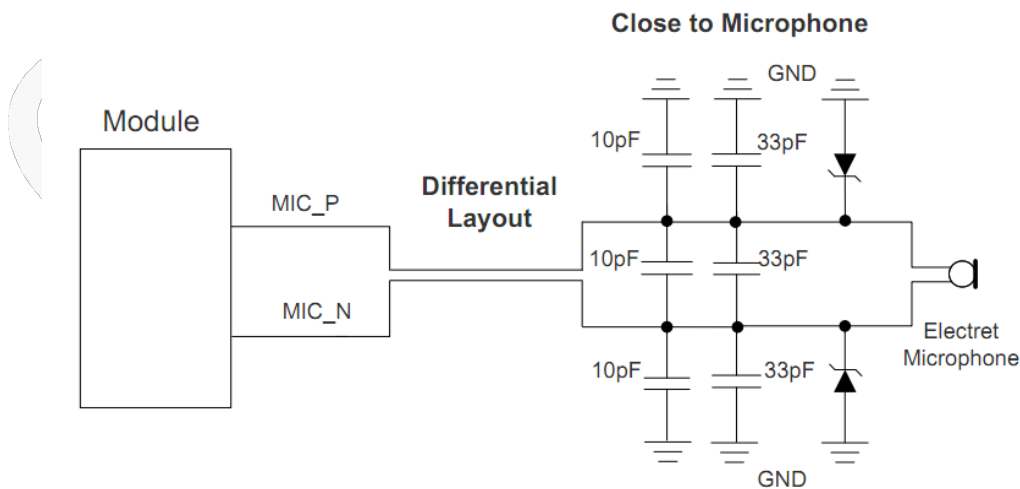 Close to Microphone
GND
Module
10pF
33pF
Differential
Layout
MIC_P
10pF
33pF
MIC_N
Electret
Microphone
10pF
33pF
GND